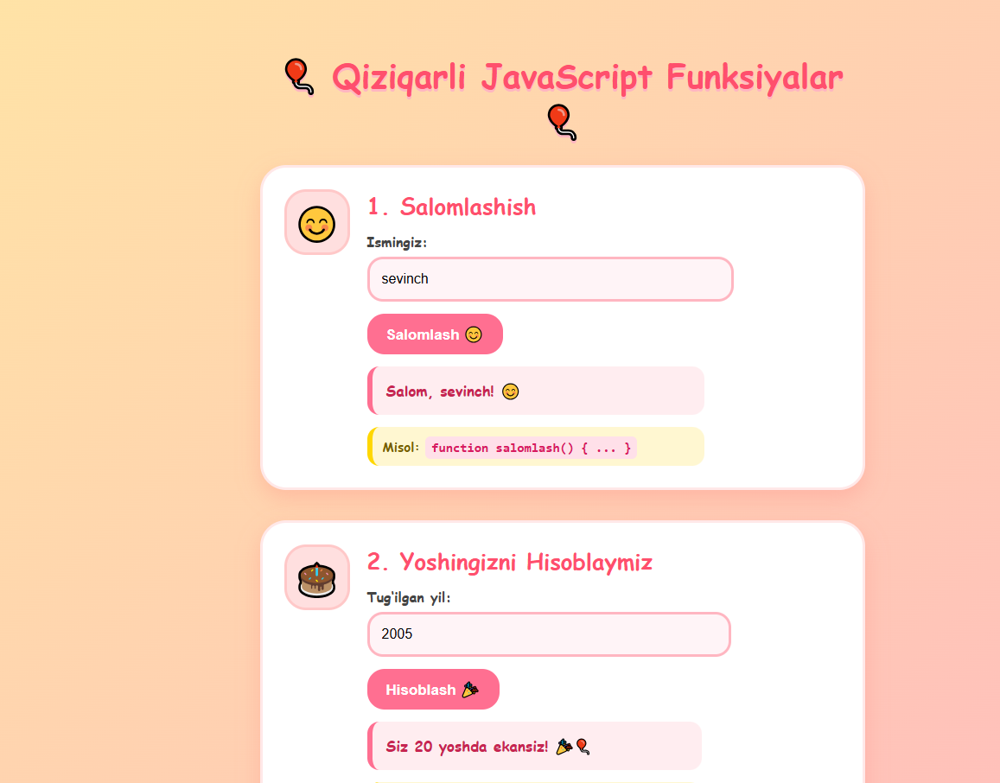 🎈 Qiziqarli JavaScript Funksiyalar
🎈
1. Salomlashish
Ismingiz:
sevinch
Salomlash 😊
Salom, sevinch! 😊
Misol: function salomlash() { ... }
2. Yoshingizni Hisoblaymiz
Tug‘ilgan yil:
2005
Hisoblash 🎉
Siz 20 yoshda ekansiz! 🎉🎈